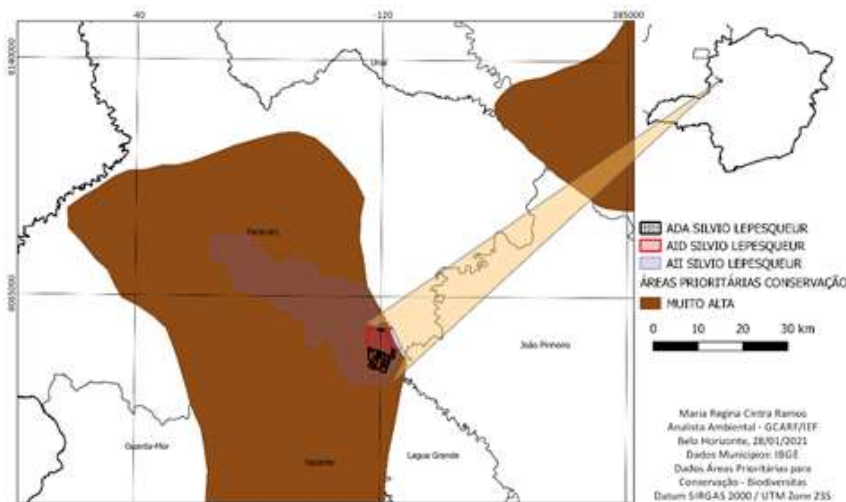 40
-120
385000
8140000
Unaí
Paracatu
8085000
João Pinheiro
Guarda-Mor
Vazante
Lagoa Grande
ADA SILVIO LEPESQUEUR
AID SILVIO LEPESQUEUR
AII SILVIO LEPESQUEUR
ÁREAS PRIORITÁRIAS CONSERVAÇÃO
MUITO ALTA
0 10 20 30 km
Maria Regina Cintra Ramos
Analista Ambiental - GCARF/IEF
Belo Horizonte, 28/01/2021
Dados Municípios: IBGE
Dados Áreas Prioritárias para
Conservação - Biodiversitas
Datum SIRGAS 2000 / UTM Zone 23S